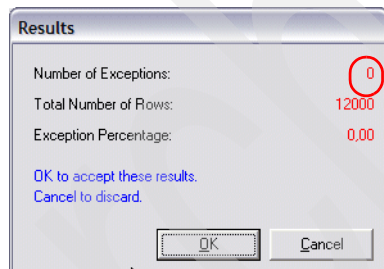 Results
Number of Exceptions: 0
Total Number of Rows: 12000
Exception Percentage: 0,00
OK to accept these results.
Cancel to discard.
OK Cancel